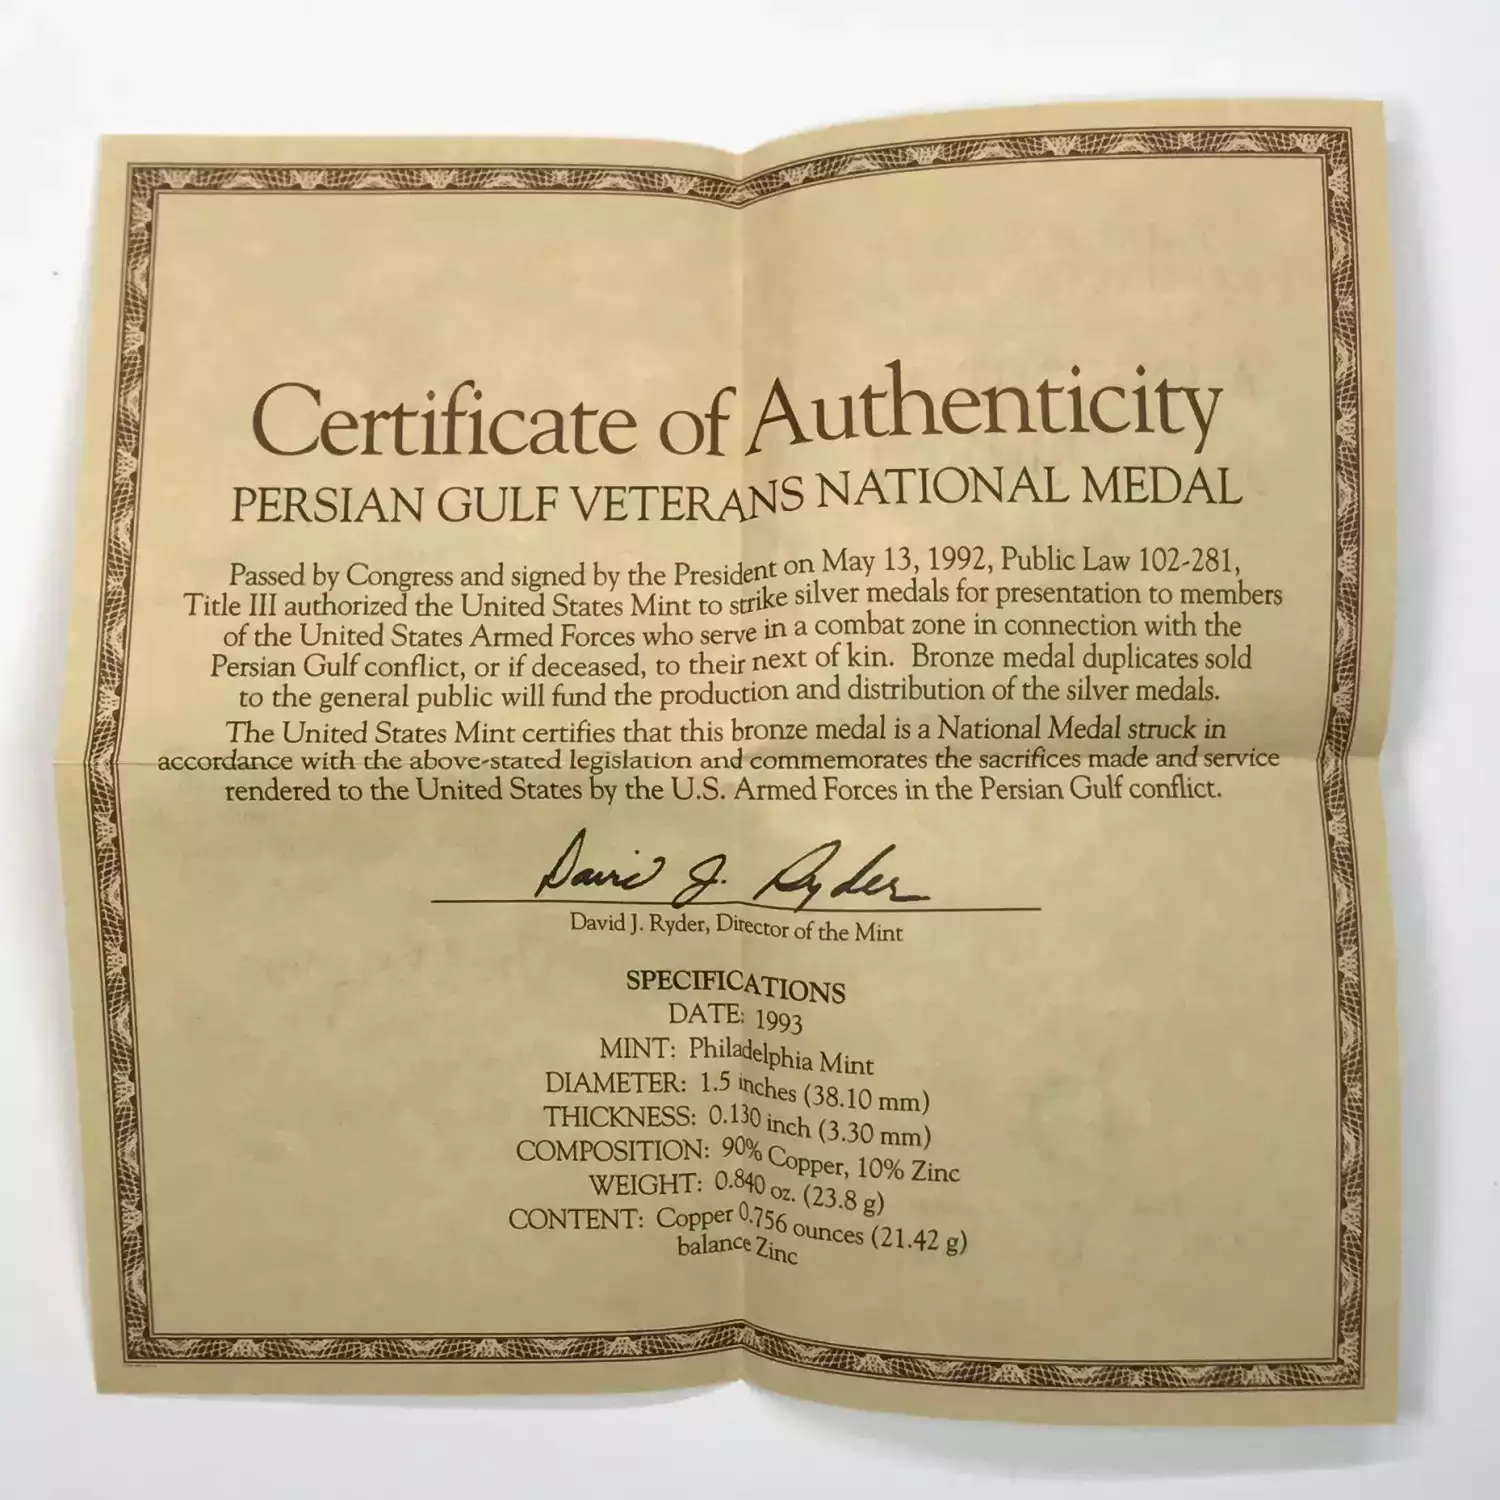 Certificate of Authenticity
PERSIAN GULF VETERANS NATIONAL MEDAL
Passed by Congress and signed by the President on May 13, 1992, Public Law 102-281,
Title III authorized the United States Mint to strike silver medals for presentation to members
of the United States Armed Forces who serve in a combat zone in connection with the
Persian Gulf conflict, or if deceased, to their next of kin. Bronze medal duplicates sold
to the general public will fund the production and distribution of the silver medals.
The United States Mint certifies that this bronze medal is a National Medal struck in
accordance with the above-stated legislation and commemorates the sacrifices made and service
rendered to the United States by the U.S. Armed Forces in the Persian Gulf conflict.
David J. Ryder
David J. Ryder, Director of the Mint
SPECIFICATIONS
DATE: 1993
MINT: Philadelphia Mint
DIAMETER: 1.5 inches (38.10 mm)
THICKNESS: 0.130 inch (3.30 mm)
COMPOSITION: 90% Copper, 10% Zinc
WEIGHT: 0.840 oz. (23.8 g)
CONTENT: Copper 0.756 ounces (21.42 g)
balance Zinc